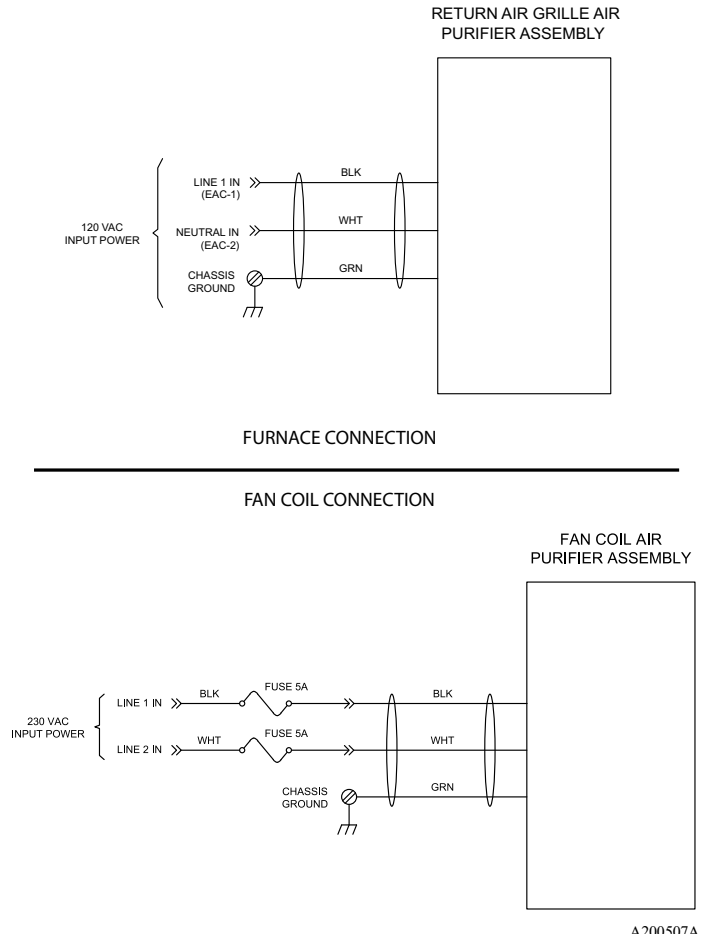 RETURN AIR GRILLE AIR
PURIFIER ASSEMBLY
BLK
LINE 1 IN
(EAC-1)
WHT
120 VAC
INPUT POWER
NEUTRAL IN
(EAC-2)
GRN
CHASSIS
GROUND
FURNACE CONNECTION
FAN COIL CONNECTION
FAN COIL AIR
PURIFIER ASSEMBLY
230 VAC
INPUT POWER
LINE 1 IN
BLK
FUSE 5A
BLK
LINE 2 IN
WHT
FUSE 5A
WHT
CHASSIS
GROUND
GRN
A200507A